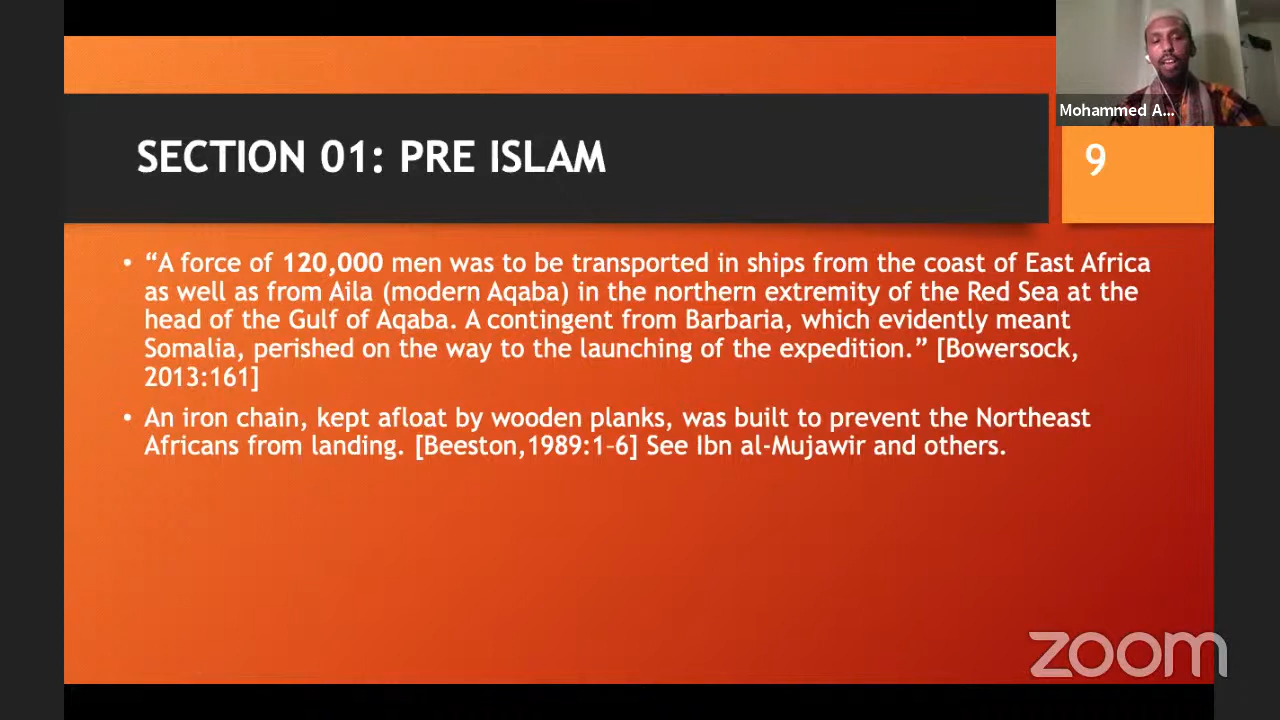 Mohammed A...
SECTION 01: PRE ISLAM
9
• “A force of 120,000 men was to be transported in ships from the coast of East Africa
as well as from Aila (modern Aqaba) in the northern extremity of the Red Sea at the
head of the Gulf of Aqaba. A contingent from Barbaria, which evidently meant
Somalia, perished on the way to the launching of the expedition.” [Bowersock,
2013:161]
• An iron chain, kept afloat by wooden planks, was built to prevent the Northeast
Africans from landing. [Beeston,1989:1–6] See Ibn al-Mujawir and others.
zoom